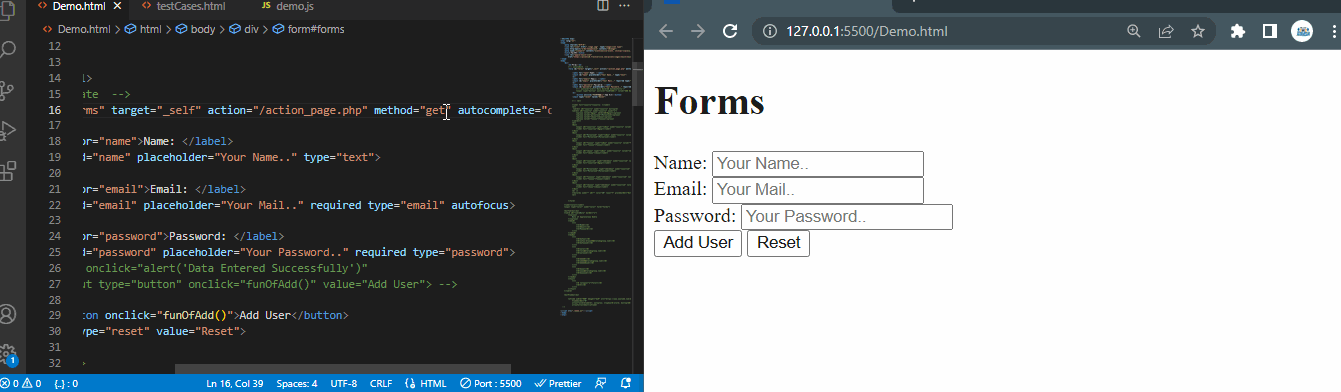 Demo.html × testCases.html demo.js
Demo.html > html > body > div > form#forms
12
13
14 l>
15 ate -->
16 rms" target="_self" action="/action_page.php" method="get" autocomplete="o
17
18 or="name">Name: </label>
19 d="name" placeholder="Your Name.." type="text">
20
21 or="email">Email: </label>
22 d="email" placeholder="Your Mail.." required type="email" autofocus>
23
24 or="password">Password: </label>
25 d="password" placeholder="Your Password.." required type="password">
26 onclick="alert('Data Entered Successfully')"
27 ut type="button" onclick="funOfAdd()" value="Add User"> -->
28
29 on onclick="funOfAdd()">Add User</button>
30 ype="reset" value="Reset">
31
32 >
1
0 0 {..} : 0 Ln 16, Col 39 Spaces: 4 UTF-8 CRLF {} HTML Port : 5500 Prettier
127.0.0.1:5500/Demo.html
Forms
Name: Your Name..
Email: Your Mail..
Password: Your Password..
Add User Reset